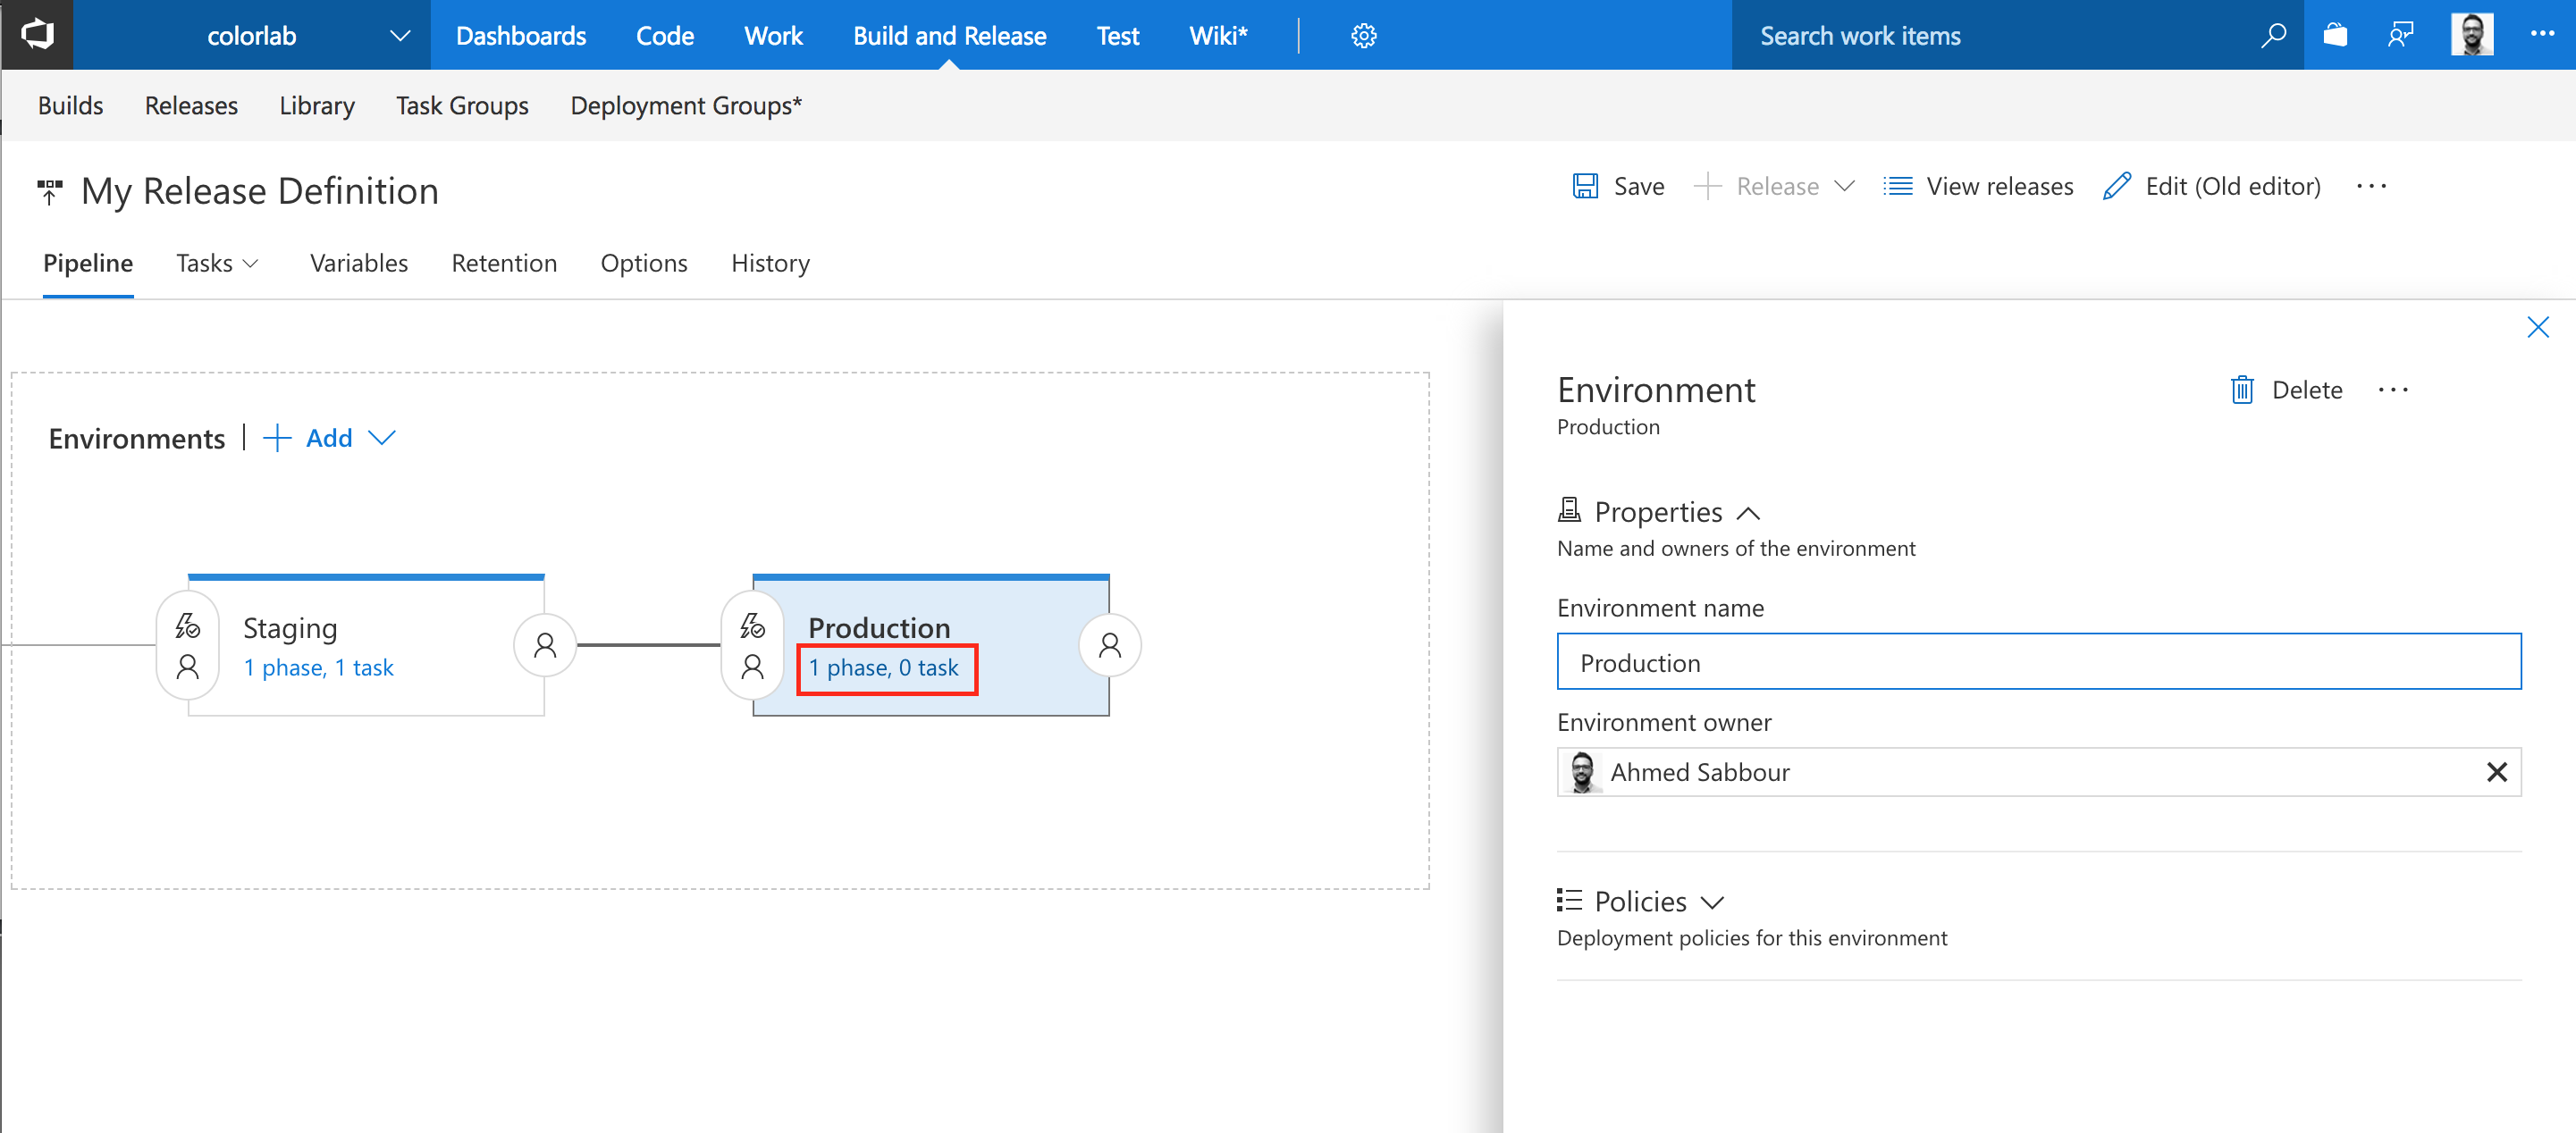 colorlab
Dashboards Code Work Build and Release Test Wiki*
Search work items
Builds Releases Library Task Groups Deployment Groups*
My Release Definition
Save Release View releases Edit (Old editor) ...
Pipeline Tasks Variables Retention Options History
Environments | + Add
Staging
1 phase, 1 task
Production
1 phase, 0 task
Environment
Delete ...
Production
Properties
Name and owners of the environment
Environment name
Production
Environment owner
Ahmed Sabbour
Policies
Deployment policies for this environment